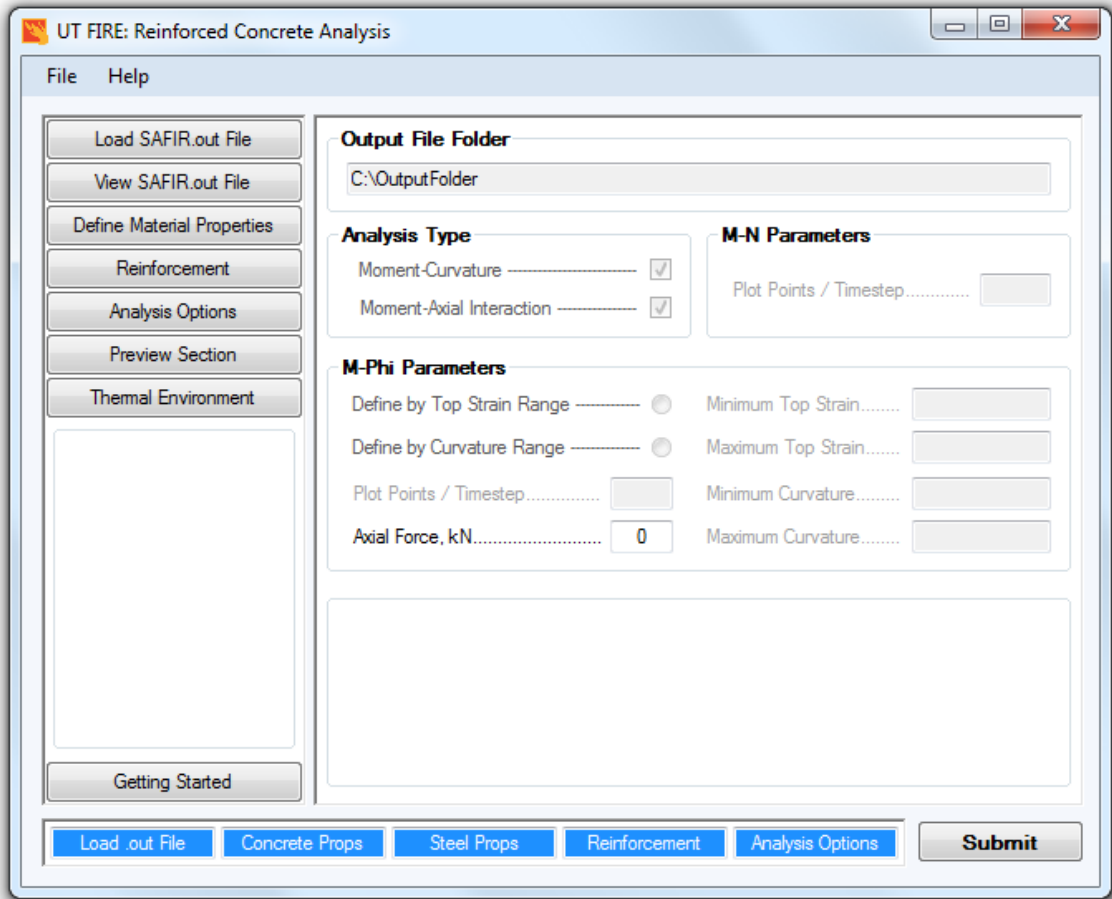 UT FIRE: Reinforced Concrete Analysis
File Help
Load SAFIR.out File
View SAFIR.out File
Define Material Properties
Reinforcement
Analysis Options
Preview Section
Thermal Environment
Getting Started
Output File Folder
C:\OutputFolder
Analysis Type
Moment-Curvature --------------------------
Moment-Axial Interaction ----------------
M-N Parameters
Plot Points / Timestep.............
M-Phi Parameters
Define by Top Strain Range -------------
Define by Curvature Range --------------
Plot Points / Timestep...............
Axial Force, kN.......................... 0
Minimum Top Strain........
Maximum Top Strain.......
Minimum Curvature.........
Maximum Curvature........
Load .out File Concrete Props Steel Props Reinforcement Analysis Options Submit